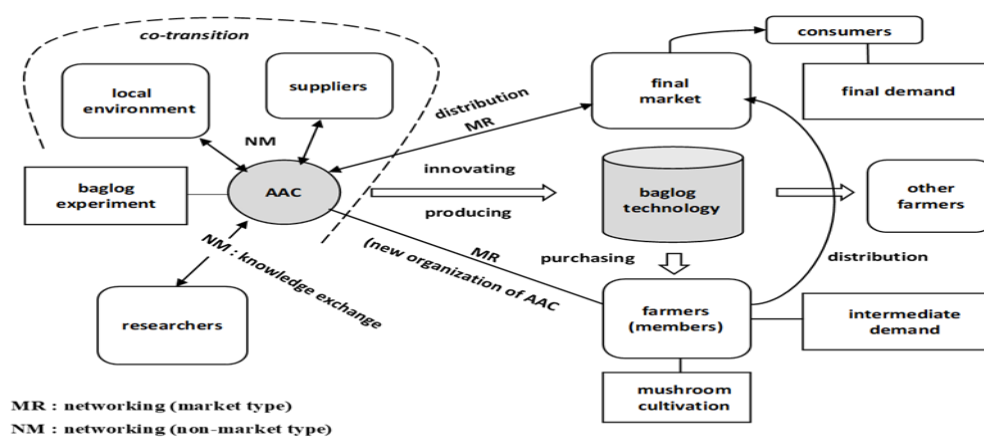 co-transition
local
environment
suppliers
NM
baglog
experiment
AAC
NM : knowledge exchange
researchers
distribution
MR
innovating
producing
MR
(new organization of AAC
purchasing
final
market
consumers
final demand
baglog
technology
other
farmers
distribution
farmers
(members)
intermediate
demand
mushroom
cultivation
MR : networking (market type)
NM : networking (non-market type)